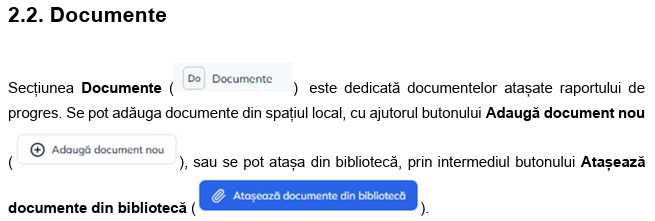 2.2. Documente
Secțiunea Documente ( Do Documente ) este dedicată documentelor atașate raportului de
progres. Se pot adăuga documente din spațiul local, cu ajutorul butonului Adaugă document nou
( Adaugă document nou ), sau se pot atașa din bibliotecă, prin intermediul butonului Atașează
documente din bibliotecă ( Atașează documente din bibliotecă ).